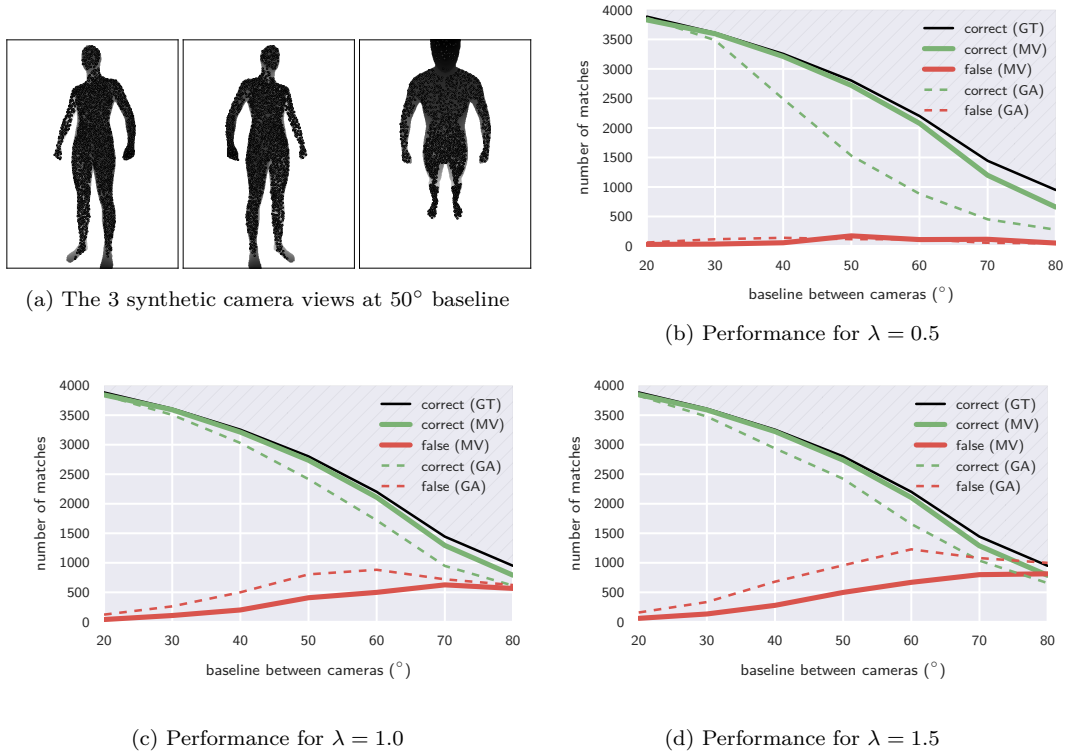 (a) The 3 synthetic camera views at 50° baseline
4000
3500
3000
2500
2000
1500
1000
500
0
number of matches
correct (GT)
correct (MV)
false (MV)
correct (GA)
false (GA)
20 30 40 50 60 70 80
baseline between cameras (°)
(b) Performance for λ = 0.5
4000
3500
3000
2500
2000
1500
1000
500
0
number of matches
correct (GT)
correct (MV)
false (MV)
correct (GA)
false (GA)
20 30 40 50 60 70 80
baseline between cameras (°)
(c) Performance for λ = 1.0
4000
3500
3000
2500
2000
1500
1000
500
0
number of matches
correct (GT)
correct (MV)
false (MV)
correct (GA)
false (GA)
20 30 40 50 60 70 80
baseline between cameras (°)
(d) Performance for λ = 1.5